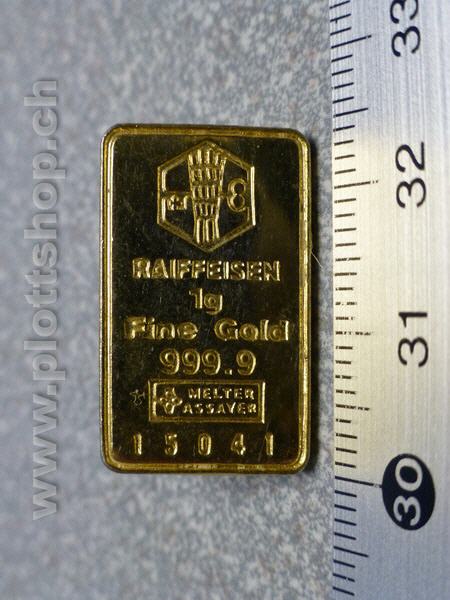 RAIFFEISEN
1g
Fine Gold
999.9
MELTER
ASSAYER
15041
www.plottshop.ch
33
32
31
30